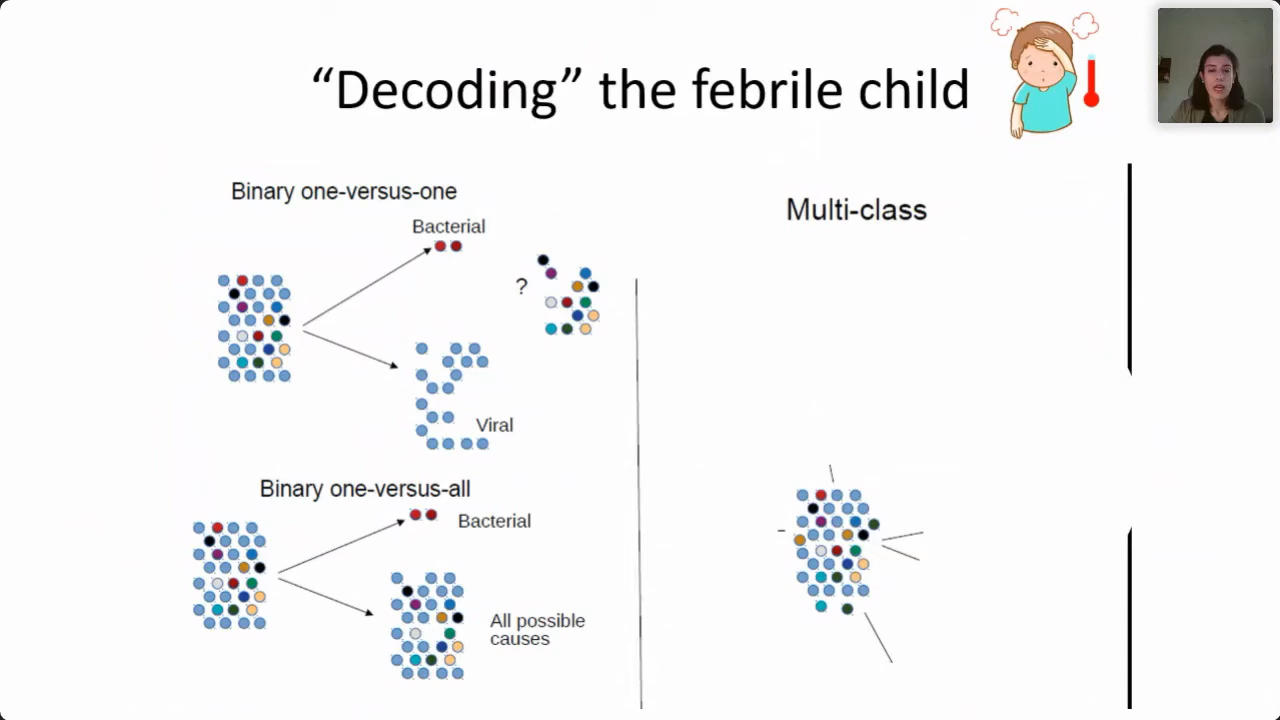 “Decoding” the febrile child
Binary one-versus-one
Bacterial
?
Viral
Binary one-versus-all
Bacterial
All possible
causes
Multi-class